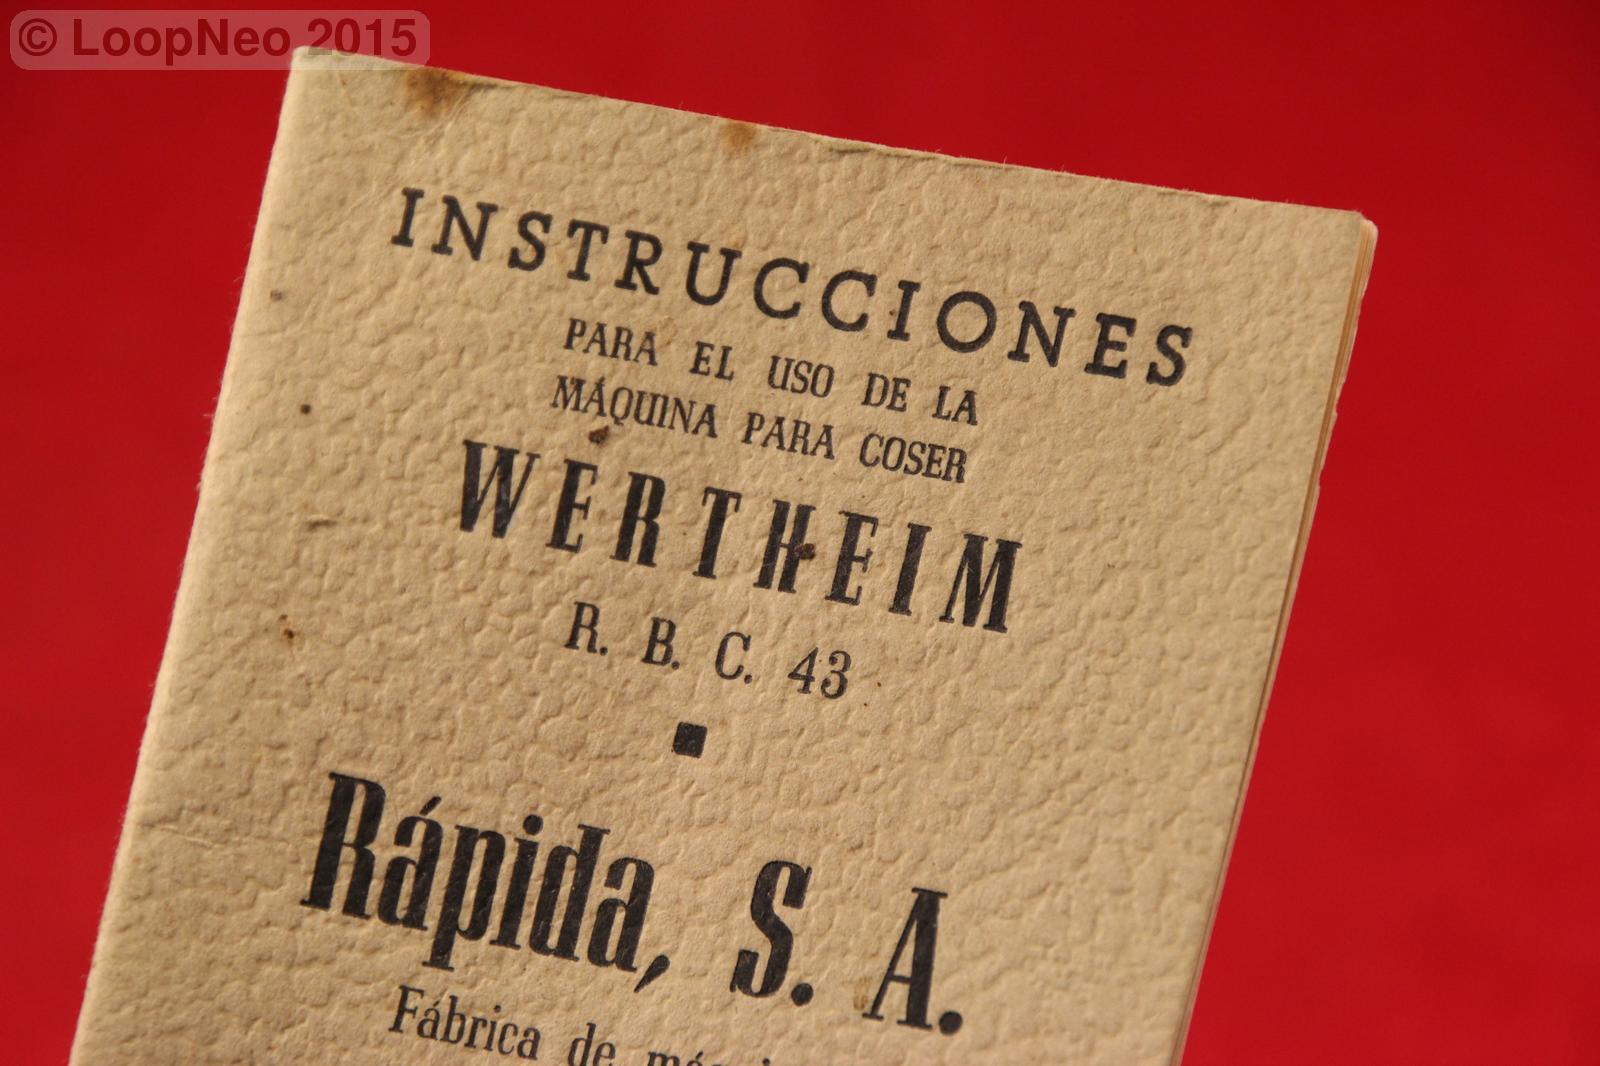 © LoopNeo 2015
INSTRUCCIONES
PARA EL USO DE LA
MÁQUINA PARA COSER
WERTHEIM
R. B. C. 43
Rápida, S. A.
Fábrica de